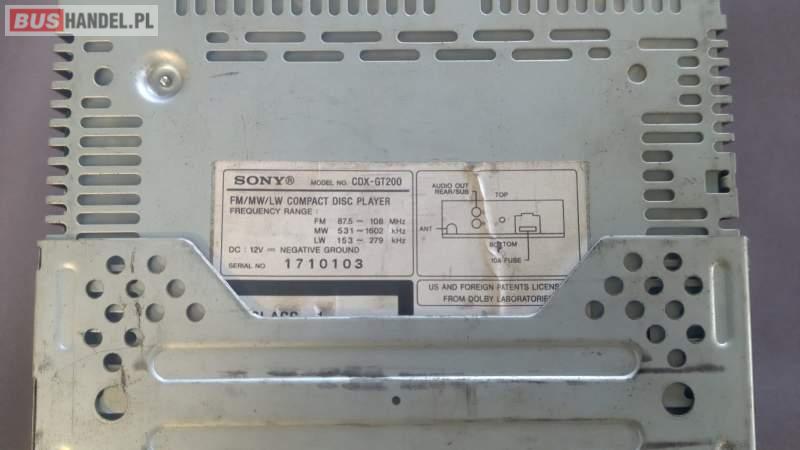 BUSHANDEL.PL
SONY® MODEL NO. CDX-GT200
FM/MW/LW COMPACT DISC PLAYER
FREQUENCY RANGE :
FM 87.5 ~ 108 MHz
MW 531 ~ 1602 kHz
LW 153 ~ 279 kHz
DC : 12V ⎓ NEGATIVE GROUND
SERIAL NO 1710103
AUDIO OUT
REAR/SUB
TOP
ANT
BOTTOM
10A FUSE
US AND FOREIGN PATENTS LICENS
FROM DOLBY LABORATORIE
CLASS 1